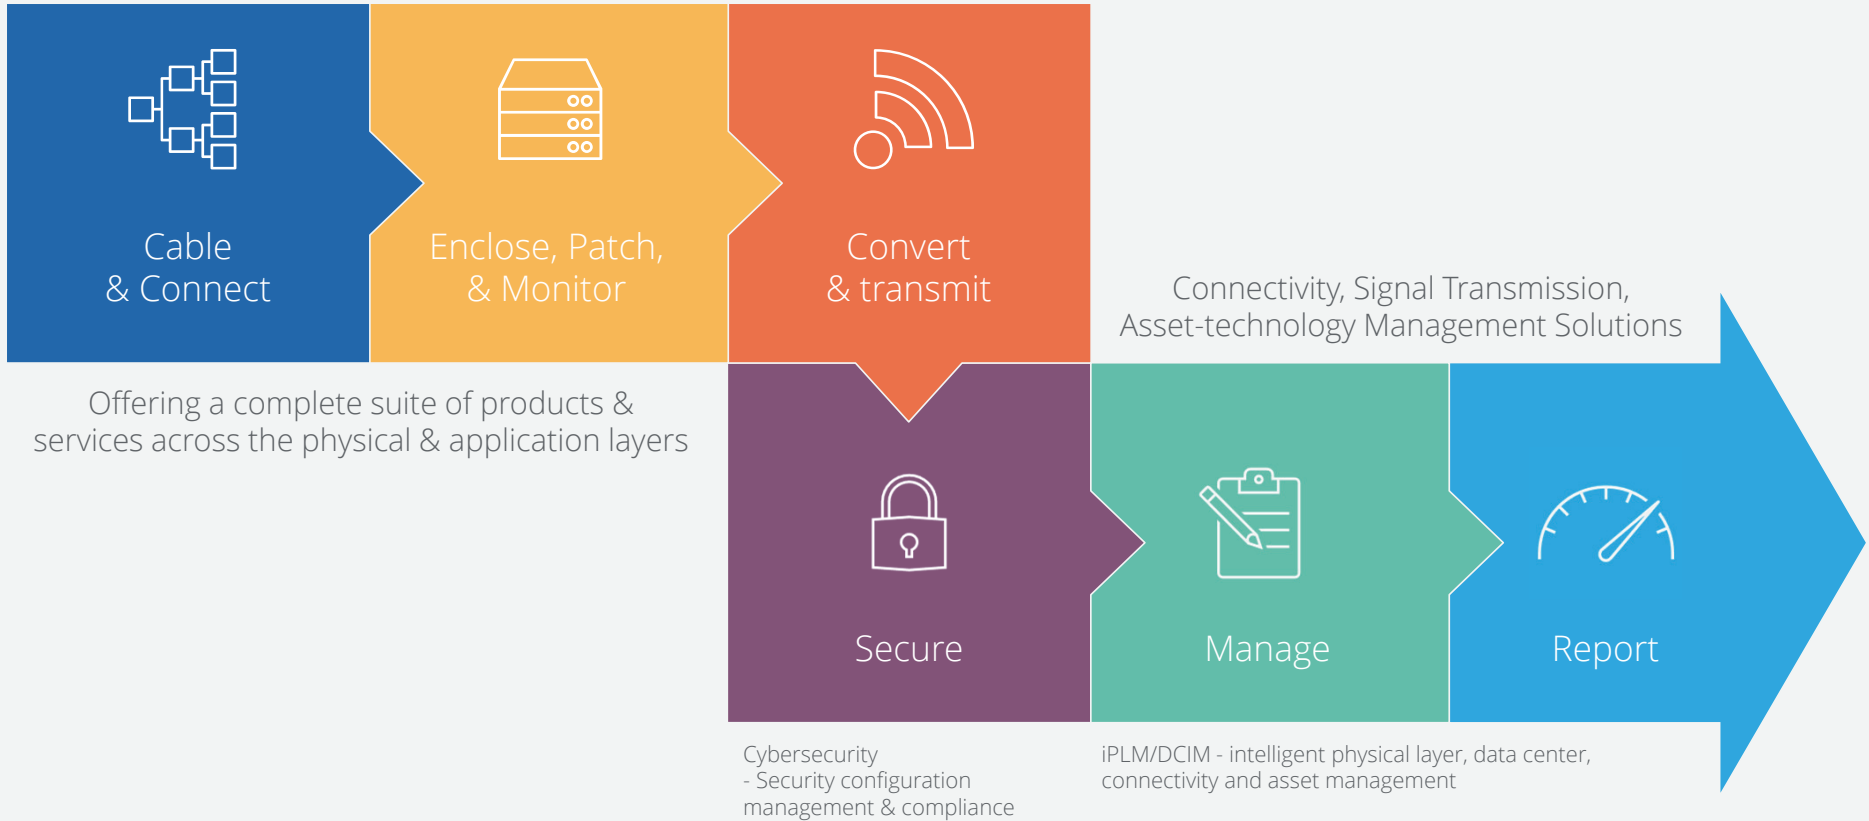 Cable
& Connect
Enclose, Patch,
& Monitor
Convert
& transmit
Connectivity, Signal Transmission,
Asset-technology Management Solutions
Offering a complete suite of products &
services across the physical & application layers
Secure
Manage
Report
Cybersecurity
- Security configuration
management & compliance
iPLM/DCIM - intelligent physical layer, data center,
connectivity and asset management